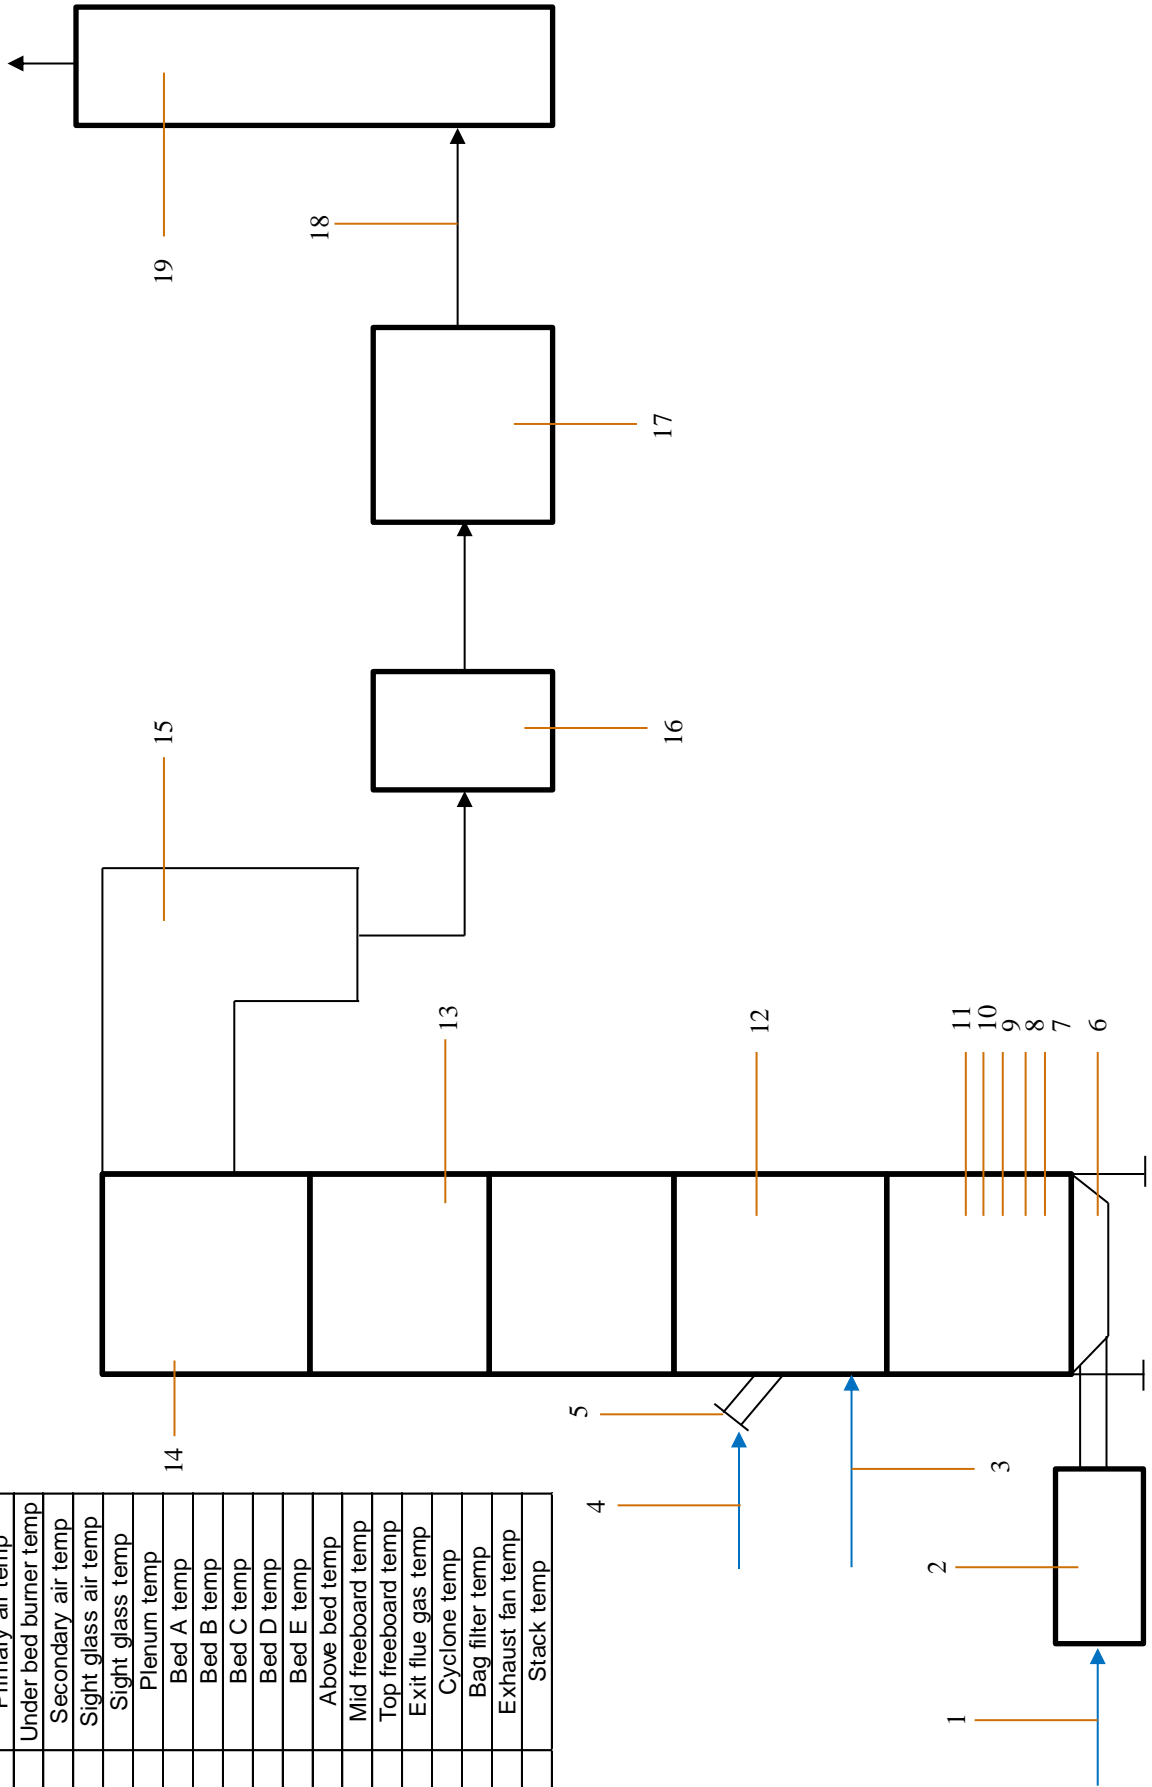 Primary air temp
Under bed burner temp
Secondary air temp
Sight glass air temp
Sight glass temp
Plenum temp
Bed A temp
Bed B temp
Bed C temp
Bed D temp
Bed E temp
Above bed temp
Mid freeboard temp
Top freeboard temp
Exit flue gas temp
Cyclone temp
Bag filter temp
Exhaust fan temp
Stack temp
14
15
19
18
13
16
17
5
4
12
3
11
10
9
8
7
6
2
1